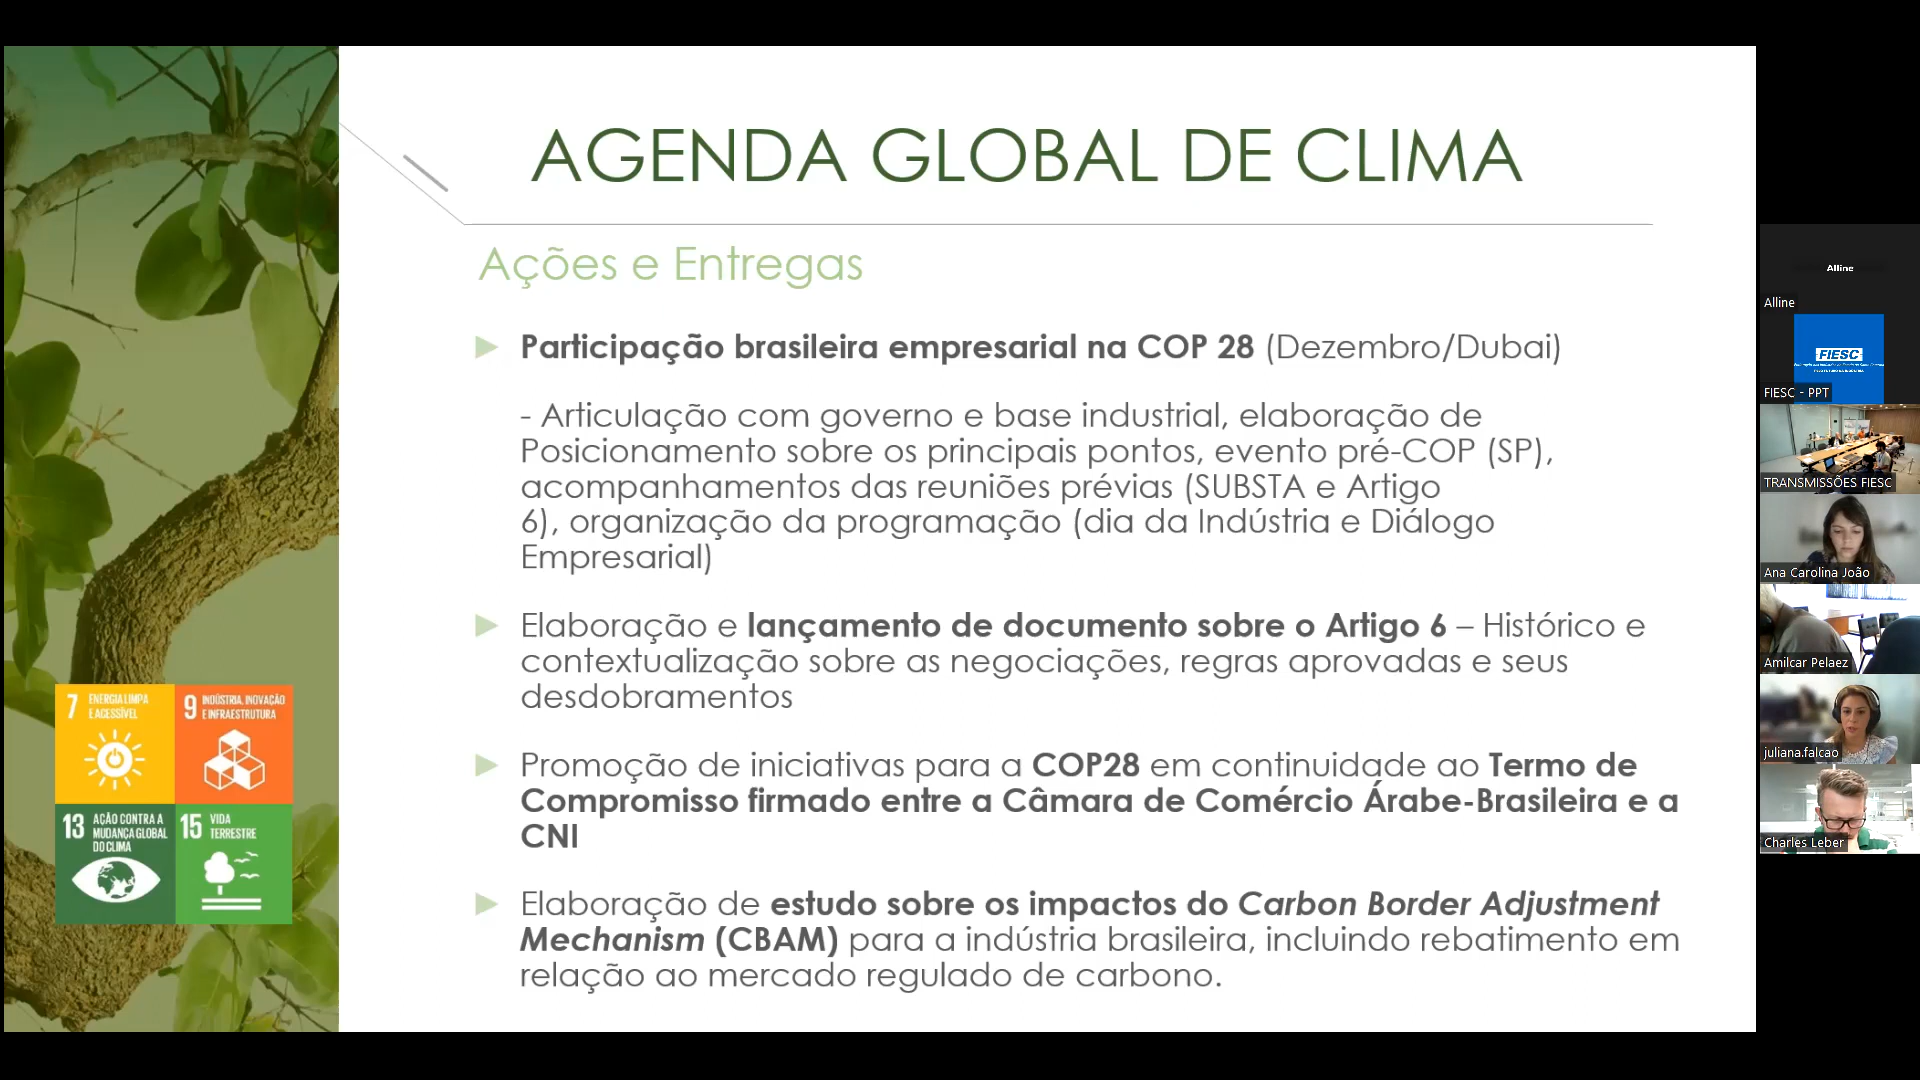 AGENDA GLOBAL DE CLIMA
Ações e Entregas
Participação brasileira empresarial na COP 28 (Dezembro/Dubai)
- Articulação com governo e base industrial, elaboração de
Posicionamento sobre os principais pontos, evento pré-COP (SP),
acompanhamentos das reuniões prévias (SUBSTA e Artigo
6), organização da programação (dia da Indústria e Diálogo
Empresarial)
Elaboração e lançamento de documento sobre o Artigo 6 – Histórico e
contextualização sobre as negociações, regras aprovadas e seus
desdobramentos
Promoção de iniciativas para a COP28 em continuidade ao Termo de
Compromisso firmado entre a Câmara de Comércio Árabe-Brasileira e a
CNI
Elaboração de estudo sobre os impactos do Carbon Border Adjustment
Mechanism (CBAM) para a indústria brasileira, incluindo rebatimento em
relação ao mercado regulado de carbono.
7 ENERGIA LIMPA
E ACESSÍVEL
9 INDÚSTRIA, INOVAÇÃO
E INFRAESTRUTURA
13 AÇÃO CONTRA A
MUDANÇA GLOBAL
DO CLIMA
15 VIDA
TERRESTRE
Alline
Alline
FIESC
FIESC - PPT
TRANSMISSÕES FIESC
Ana Carolina João
Amilcar Pelaez
juliana.falcao
Charles Leber